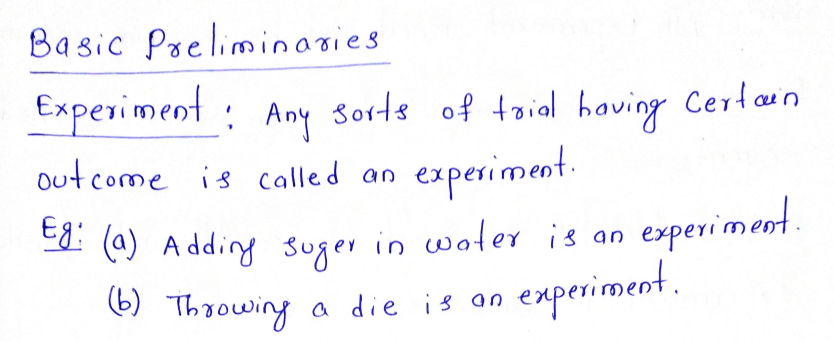 Basic Preliminaries
Experiment : Any sorts of trial having Certain
outcome is called an experiment.
Eg: (a) Adding suger in water is an experiment.
(b) Throwing a die is an experiment.